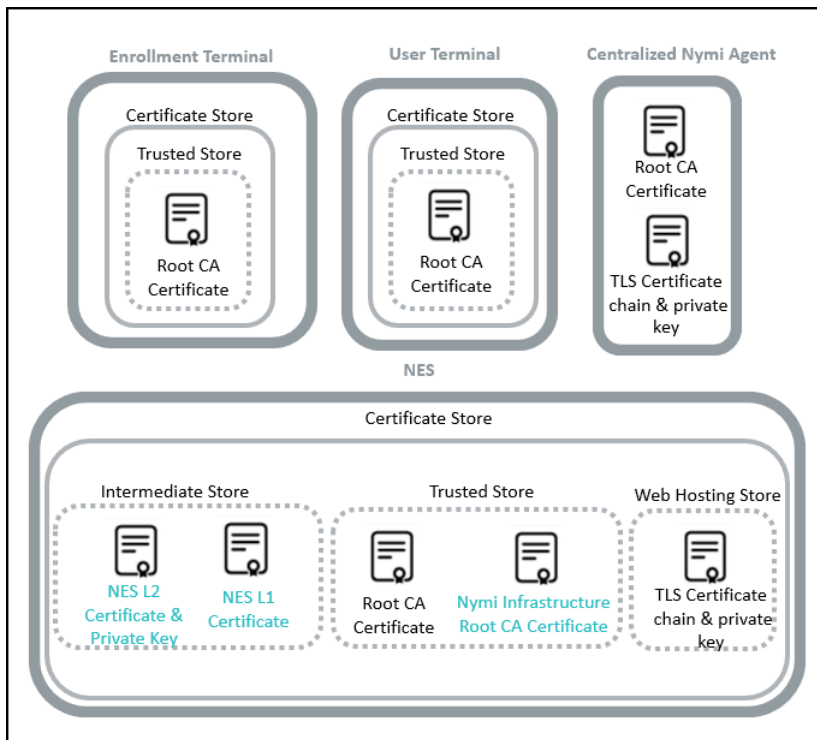 Enrollment Terminal
User Terminal
Centralized Nymi Agent
Certificate Store
Trusted Store
Root CA
Certificate
Certificate Store
Trusted Store
Root CA
Certificate
Root CA
Certificate
TLS Certificate
chain & private
key
NES
Certificate Store
Intermediate Store
NES L2
Certificate &
Private Key
NES L1
Certificate
Trusted Store
Root CA
Certificate
Nymi Infrastructure
Root CA Certificate
Web Hosting Store
TLS Certificate
chain & private
key